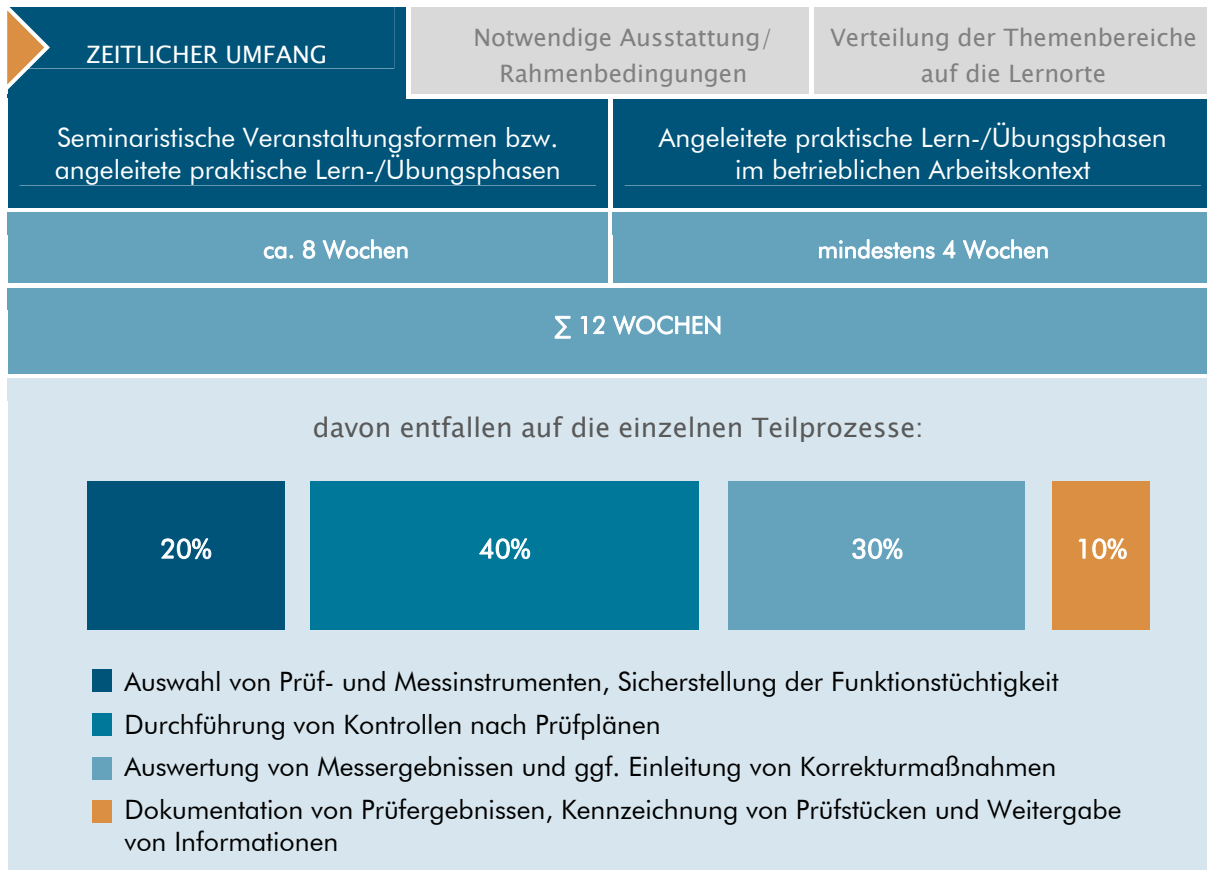 ZEITLICHER UMFANG
Notwendige Ausstattung/
Rahmenbedingungen
Verteilung der Themenbereiche
auf die Lernorte
Seminaristische Veranstaltungsformen bzw.
angeleitete praktische Lern-/Übungsphasen
Angeleitete praktische Lern-/Übungsphasen
im betrieblichen Arbeitskontext
ca. 8 Wochen
mindestens 4 Wochen
∑ 12 WOCHEN
davon entfallen auf die einzelnen Teilprozesse:
20%
40%
30%
10%
Auswahl von Prüf- und Messinstrumenten, Sicherstellung der Funktionstüchtigkeit
Durchführung von Kontrollen nach Prüfplänen
Auswertung von Messergebnissen und ggf. Einleitung von Korrekturmaßnahmen
Dokumentation von Prüfergebnissen, Kennzeichnung von Prüfstücken und Weitergabe
von Informationen